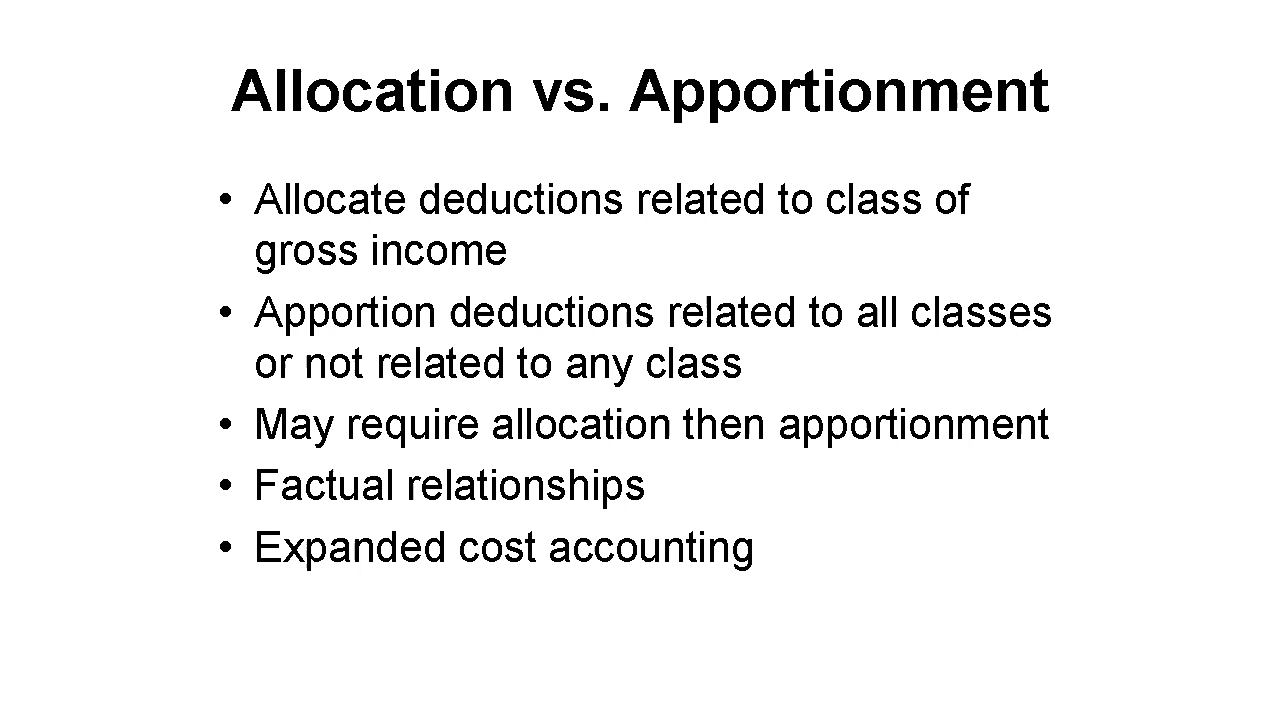 Allocation vs. Apportionment
• Allocate deductions related to class of
gross income
• Apportion deductions related to all classes
or not related to any class
• May require allocation then apportionment
• Factual relationships
• Expanded cost accounting